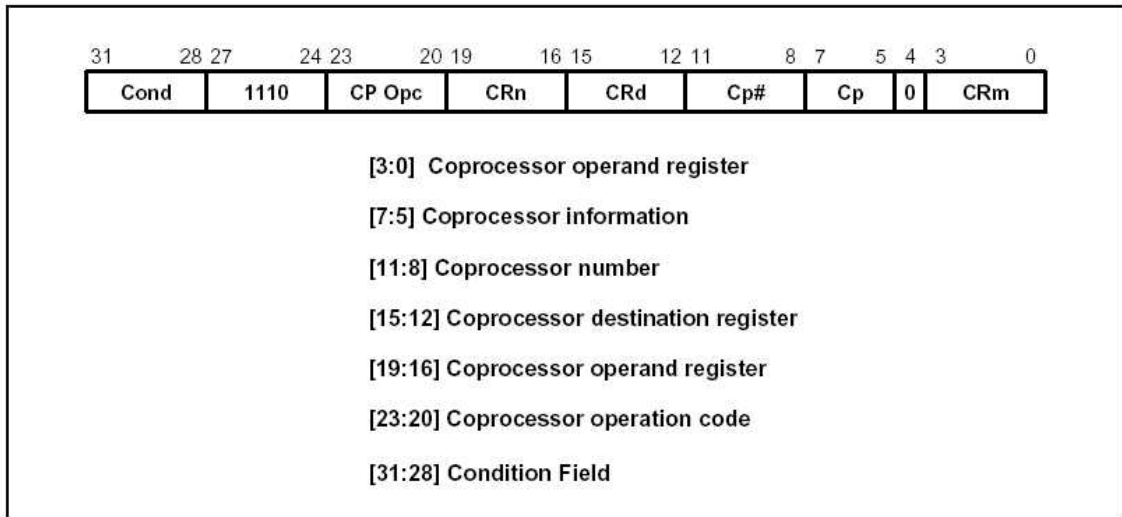 31 28 27 24 23 20 19 16 15 12 11 8 7 5 4 3 0
Cond 1110 CP Opc CRn CRd Cp# Cp 0 CRm
[3:0] Coprocessor operand register
[7:5] Coprocessor information
[11:8] Coprocessor number
[15:12] Coprocessor destination register
[19:16] Coprocessor operand register
[23:20] Coprocessor operation code
[31:28] Condition Field